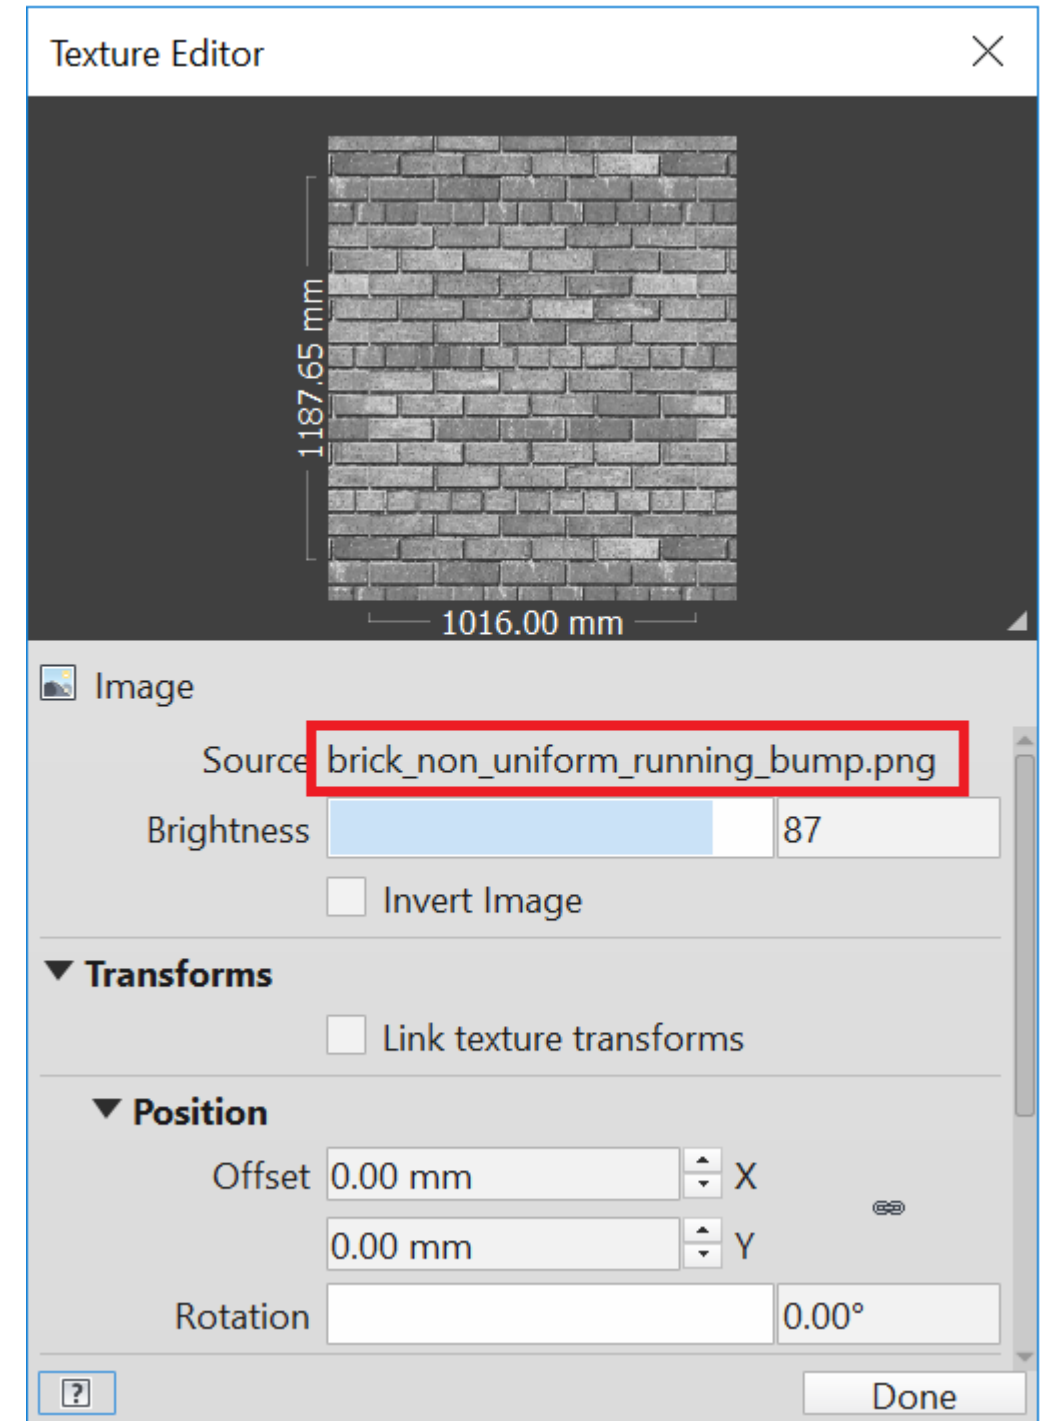 Texture Editor
1187.65 mm
1016.00 mm
Image
Source brick_non_uniform_running_bump.png
Brightness 87
Invert Image
Transforms
Link texture transforms
Position
Offset 0.00 mm X
0.00 mm Y
Rotation 0.00°
? Done